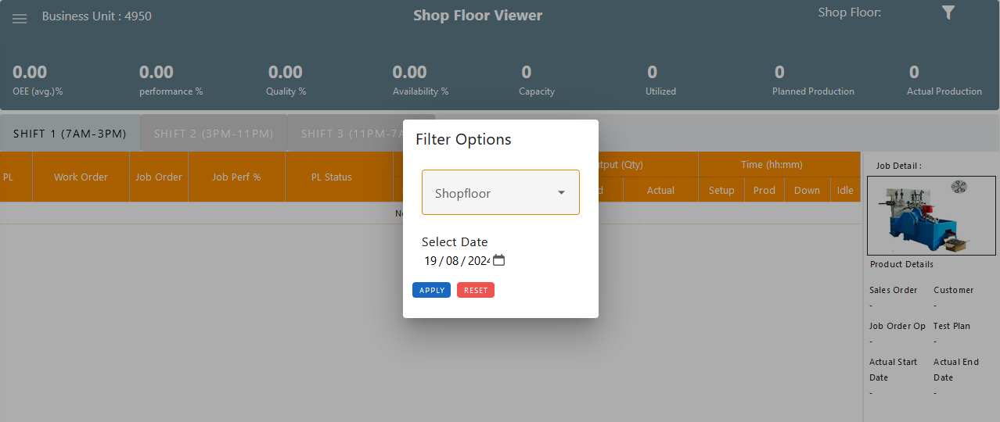 Business Unit : 4950
Shop Floor Viewer
Shop Floor:
0.00 0.00 0.00 0.00 0 0 0 0
OEE (avg.)% performance % Quality % Availability % Capacity Utilized Planned Production Actual Production
SHIFT 1 (7AM-3PM) SHIFT 2 (3PM-11PM) SHIFT 3 (11PM-7A
Filter Options
Shopfloor
Select Date
19/08/2024
APPLY RESET
PL Work Order Job Order Job Perf % PL Status
(Qty) Time (hh:mm)
Actual Setup Prod Down Idle
Job Detail :
Product Details
Sales Order Customer
- -
Job Order Op Test Plan
- -
Actual Start Date
Actual End Date
- -